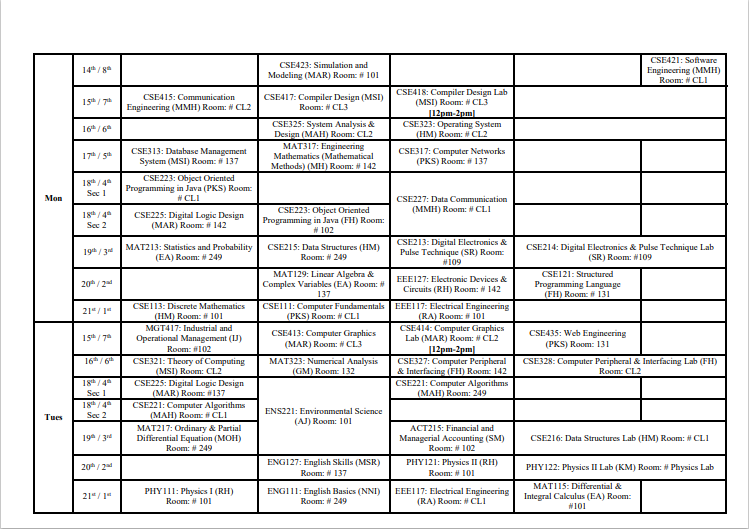 Mon
14th / 8th
CSE423: Simulation and
Modeling (MAR) Room: # 101
CSE421: Software
Engineering (MMH)
Room: # CL1
15th / 7th
CSE415: Communication
Engineering (MMH) Room: # CL2
CSE417: Compiler Design (MSI)
Room: # CL3
CSE418: Compiler Design Lab
(MSI) Room: # CL3
[12pm-2pm]
16th / 6th
CSE325: System Analysis &
Design (MAH) Room: CL2
CSE323: Operating System
(HM) Room: # CL2
17th / 5th
CSE313: Database Management
System (MSI) Room: # 137
MAT317: Engineering
Mathematics (Mathematical
Methods) (MH) Room: # 142
CSE317: Computer Networks
(PKS) Room: # 137
18th / 4th
Sec 1
CSE223: Object Oriented
Programming in Java (PKS) Room:
# CL1
CSE227: Data Communication
(MMH) Room: # CL1
18th / 4th
Sec 2
CSE225: Digital Logic Design
(MAR) Room: # 142
CSE223: Object Oriented
Programming in Java (FH) Room:
# 102
19th / 3rd
MAT213: Statistics and Probability
(EA) Room: # 249
CSE215: Data Structures (HM)
Room: # 249
CSE213: Digital Electronics &
Pulse Technique (SR) Room:
#109
CSE214: Digital Electronics & Pulse Technique Lab
(SR) Room: #109
20th / 2nd
MAT129: Linear Algebra &
Complex Variables (EA) Room: #
137
EEE127: Electronic Devices &
Circuits (RH) Room: # 142
CSE121: Structured
Programming Language
(FH) Room: # 131
21st / 1st
CSE113: Discrete Mathematics
(HM) Room: # 101
CSE111: Computer Fundamentals
(PKS) Room: # CL1
EEE117: Electrical Engineering
(RA) Room: # 101
Tues
15th / 7th
MGT417: Industrial and
Operational Management (IJ)
Room: #102
CSE413: Computer Graphics
(MAR) Room: # CL3
CSE414: Computer Graphics
Lab (MAR) Room: # CL2
[12pm-2pm]
CSE435: Web Engineering
(PKS) Room: 131
16th / 6th
CSE321: Theory of Computing
(MSI) Room: CL2
MAT323: Numerical Analysis
(GM) Room: 132
CSE327: Computer Peripheral
& Interfacing (FH) Room: 142
CSE328: Computer Peripheral & Interfacing Lab (FH)
Room: CL2
18th / 4th
Sec 1
CSE225: Digital Logic Design
(MAR) Room: #137
ENS221: Environmental Science
(AJ) Room: 101
CSE221: Computer Algorithms
(MAH) Room: 249
18th / 4th
Sec 2
CSE221: Computer Algorithms
(MAH) Room: # CL1
19th / 3rd
MAT217: Ordinary & Partial
Differential Equation (MOH)
Room: # 249
ACT215: Financial and
Managerial Accounting (SM)
Room: # 102
CSE216: Data Structures Lab (HM) Room: # CL1
20th / 2nd
ENG127: English Skills (MSR)
Room: # 137
PHY121: Physics II (RH)
Room: # 101
PHY122: Physics II Lab (KM) Room: # Physics Lab
21st / 1st
PHY111: Physics I (RH)
Room: # 101
ENG111: English Basics (NNI)
Room: # 249
EEE117: Electrical Engineering
(RA) Room: # CL1
MAT115: Differential &
Integral Calculus (EA) Room:
#101